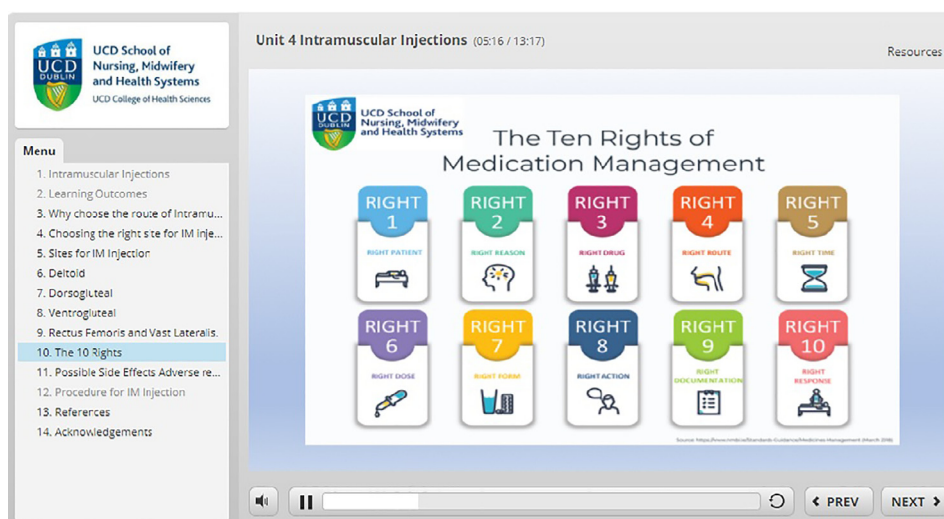 UCD
DUBLIN
UCD School of
Nursing, Midwifery
and Health Systems
UCD College of Health Sciences
Unit 4 Intramuscular Injections (05:16 / 13:17)
Resources
Menu
1. Intramuscular Injections
2. Learning Outcomes
3. Why choose the route of Intramu...
4. Choosing the right site for IM Inje...
5. Sites for IM Injection
6. Deltoid
7. Dorsogluteal
8. Ventrogluteal
9. Rectus Femoris and Vast Lateralis.
10. The 10 Rights
11. Possible Side Effects Adverse re...
12. Procedure for IM Injection
13. References
14. Acknowledgements
UCD
DUBLIN
UCD School of
Nursing, Midwifery
and Health Systems
The Ten Rights of
Medication Management
RIGHT
1
RIGHT PATIENT
RIGHT
2
RIGHT REASON
RIGHT
3
RIGHT DRUG
RIGHT
4
RIGHT ROUTE
RIGHT
5
RIGHT TIME
RIGHT
6
RIGHT DOSE
RIGHT
7
RIGHT FORM
RIGHT
8
RIGHT ACTION
RIGHT
9
RIGHT
DOCUMENTATION
RIGHT
10
RIGHT
RESPONSE
< PREV
NEXT >